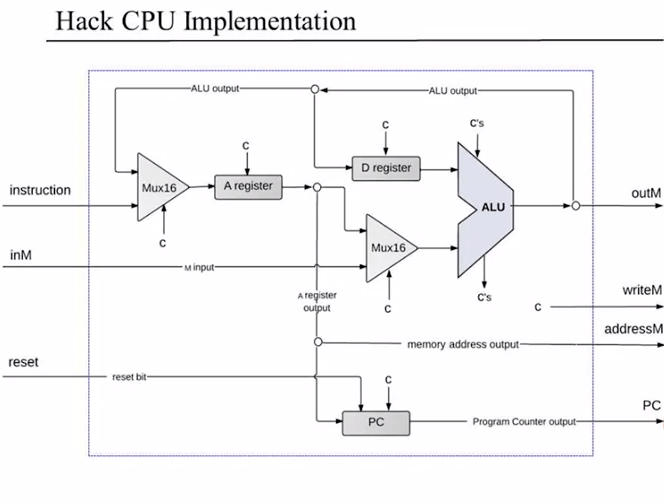 Hack CPU Implementation
ALU output
ALU output
c
c
C's
D register
instruction
Mux16
A register
ALU
outM
c
Mux16
inM
M input
A register
output
c
C's
c
writeM
addressM
memory address output
reset
reset bit
c
PC
PC
Program Counter output